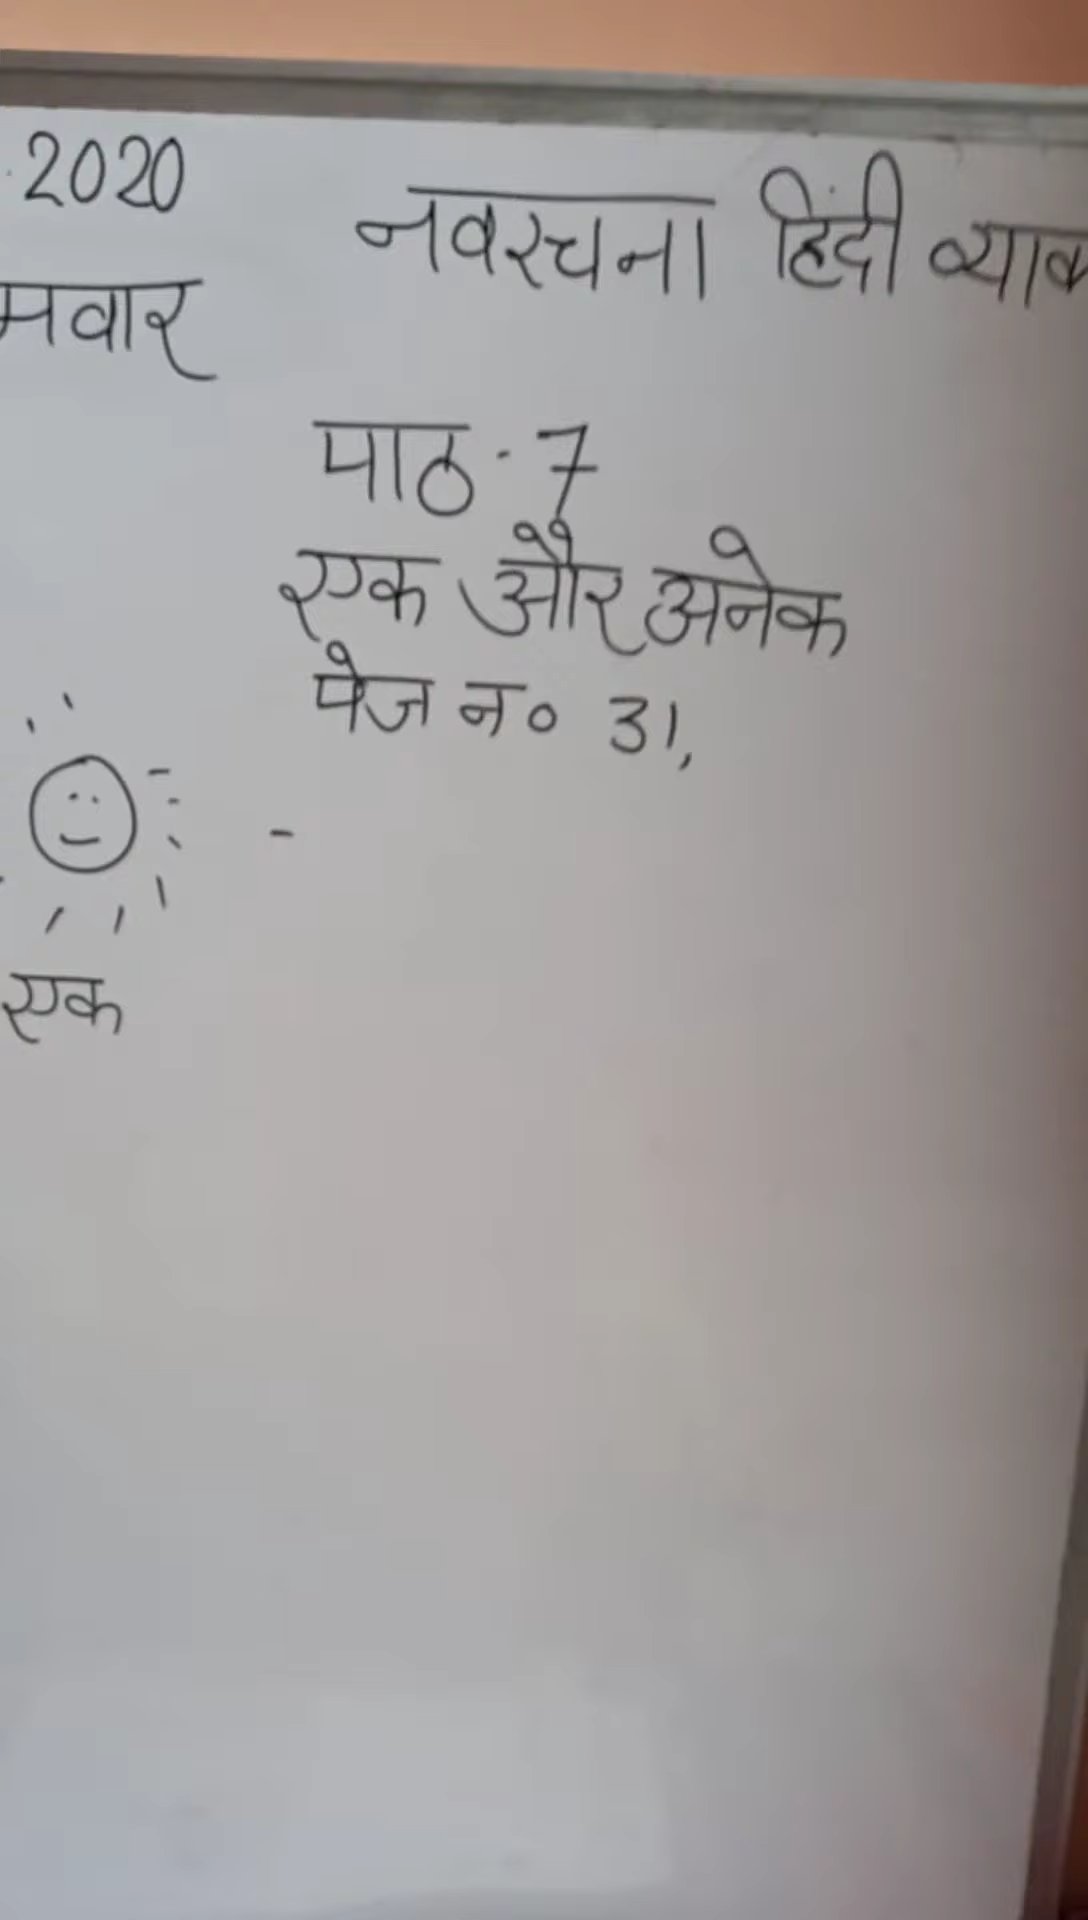 2020 नवरचना हिंदी व्याक
मवार
पाठ - 7
एक और अनेक
पेज न० 31,
एक